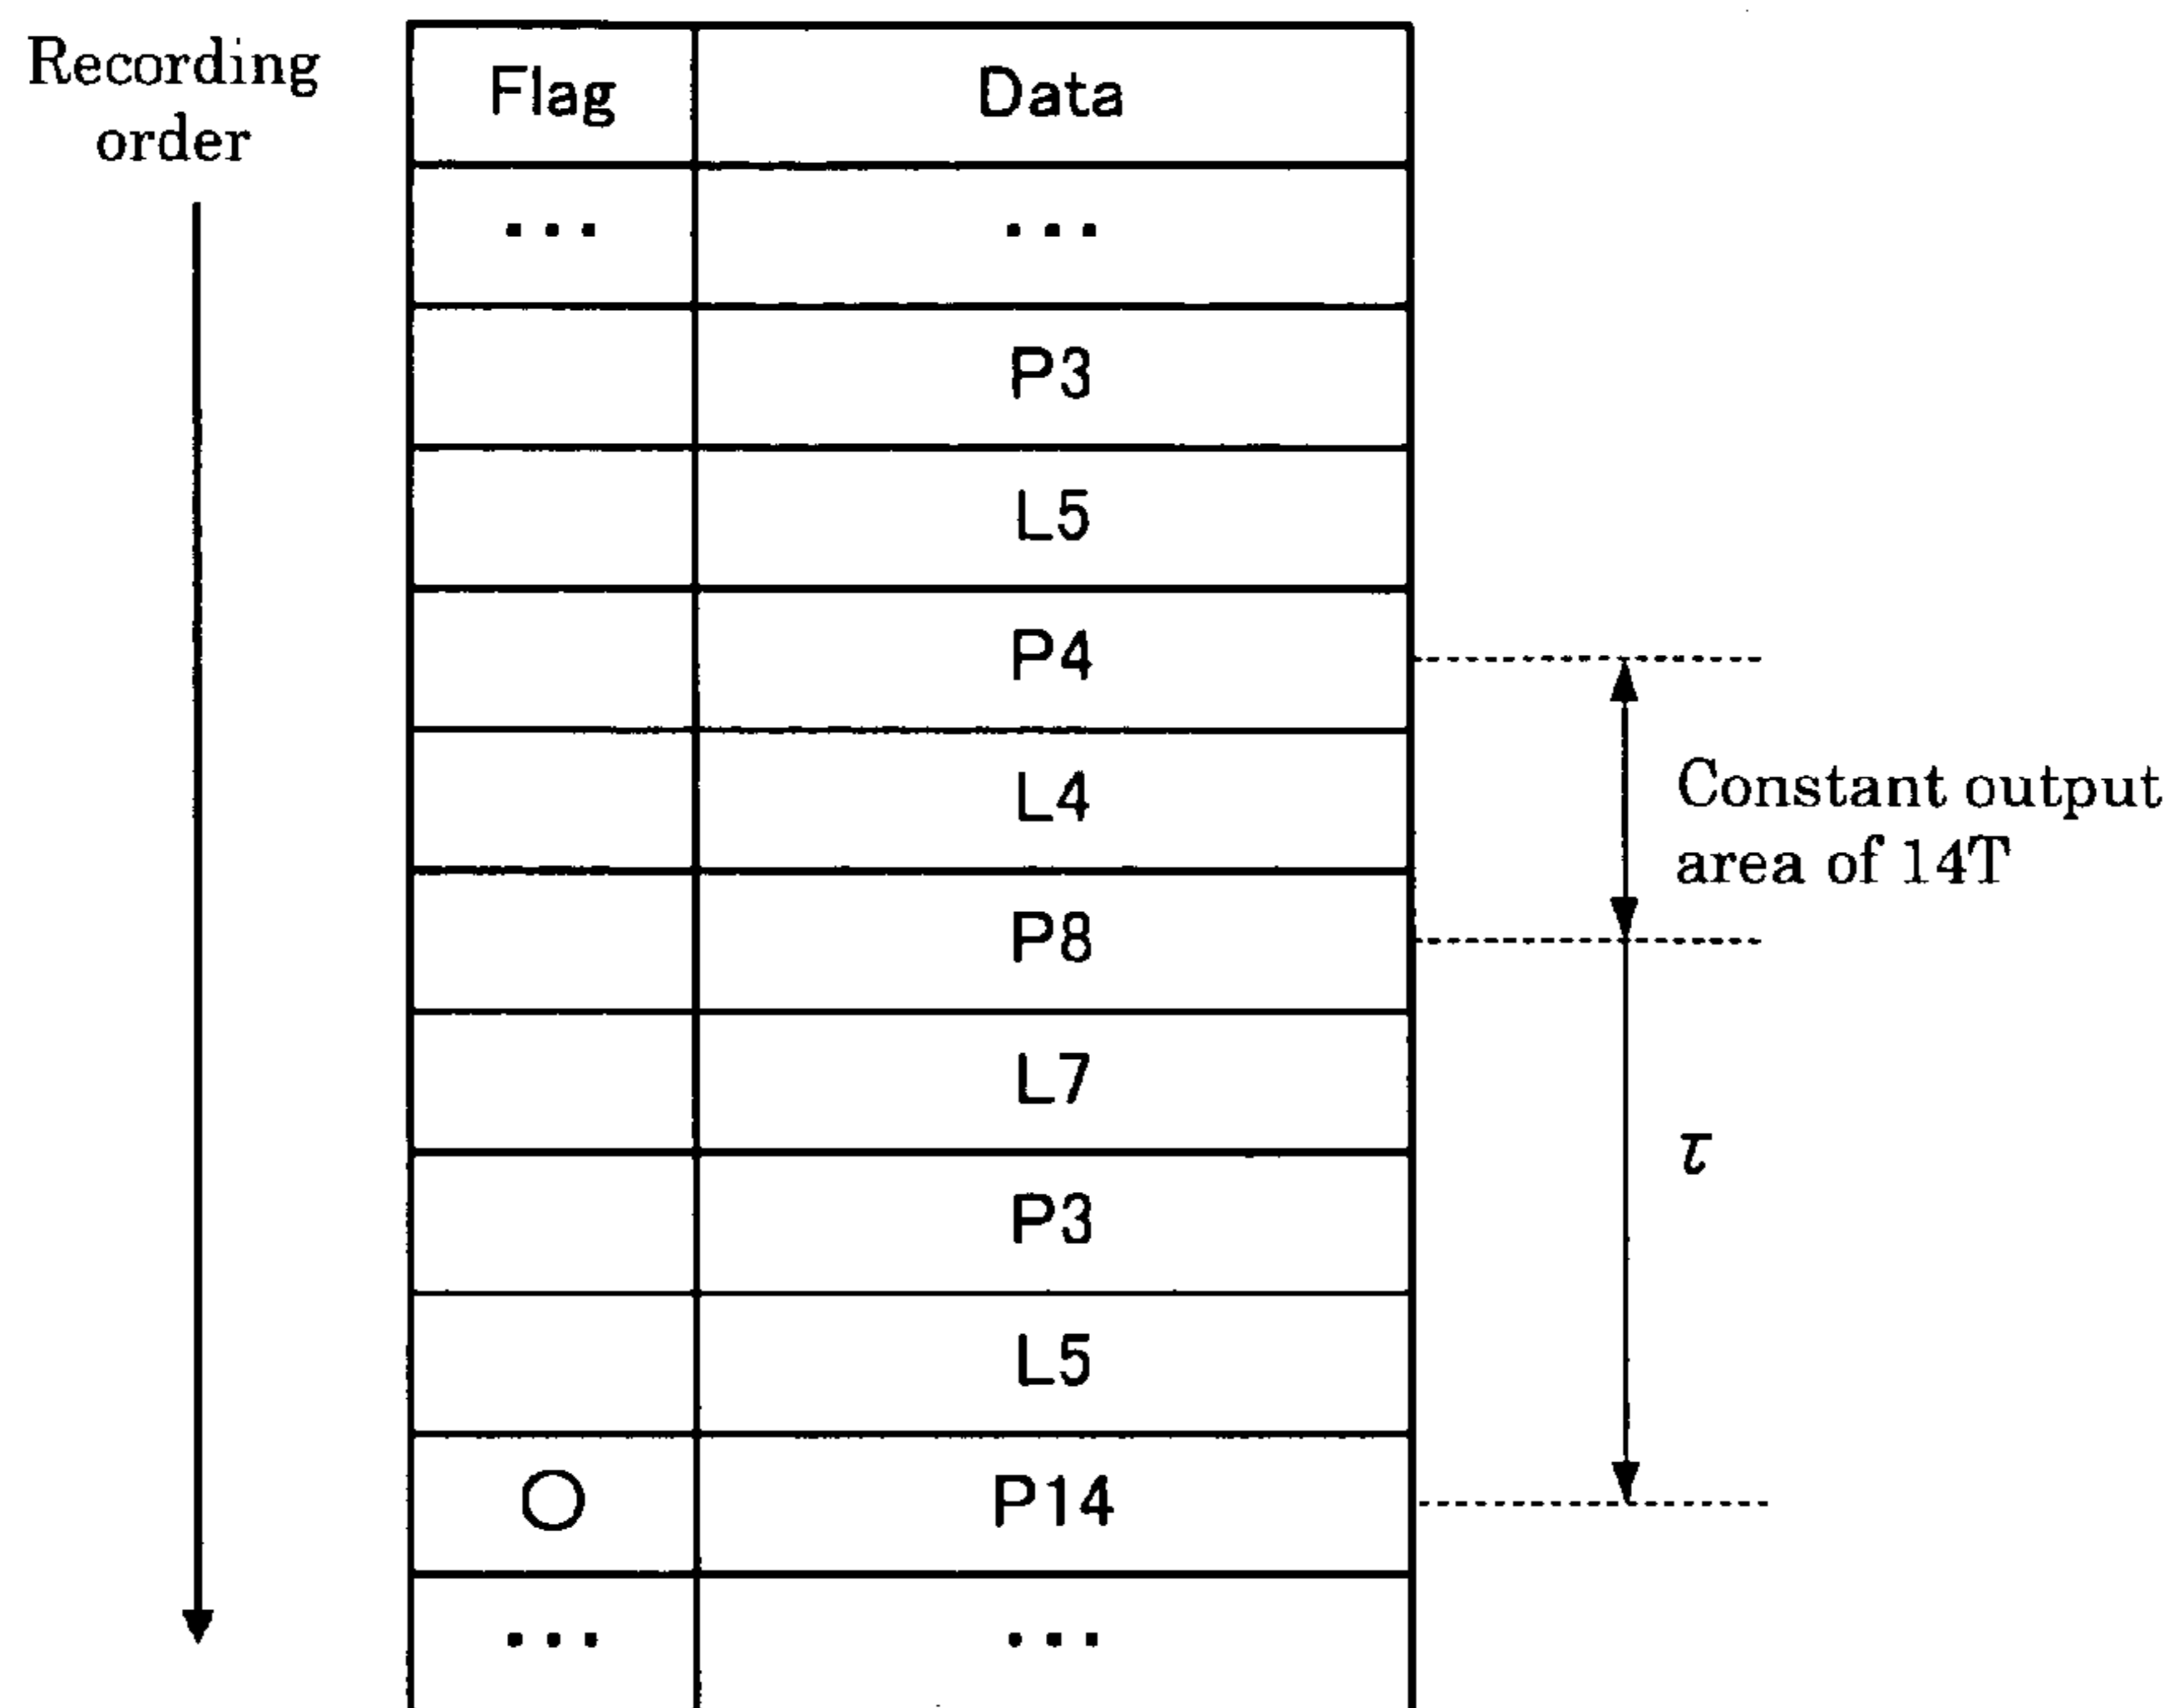 Recording
order
Flag Data
... ...
P3
L5
P4
L4
P8
L7
P3
L5
○ P14
... ...
Constant output
area of 14T
τ